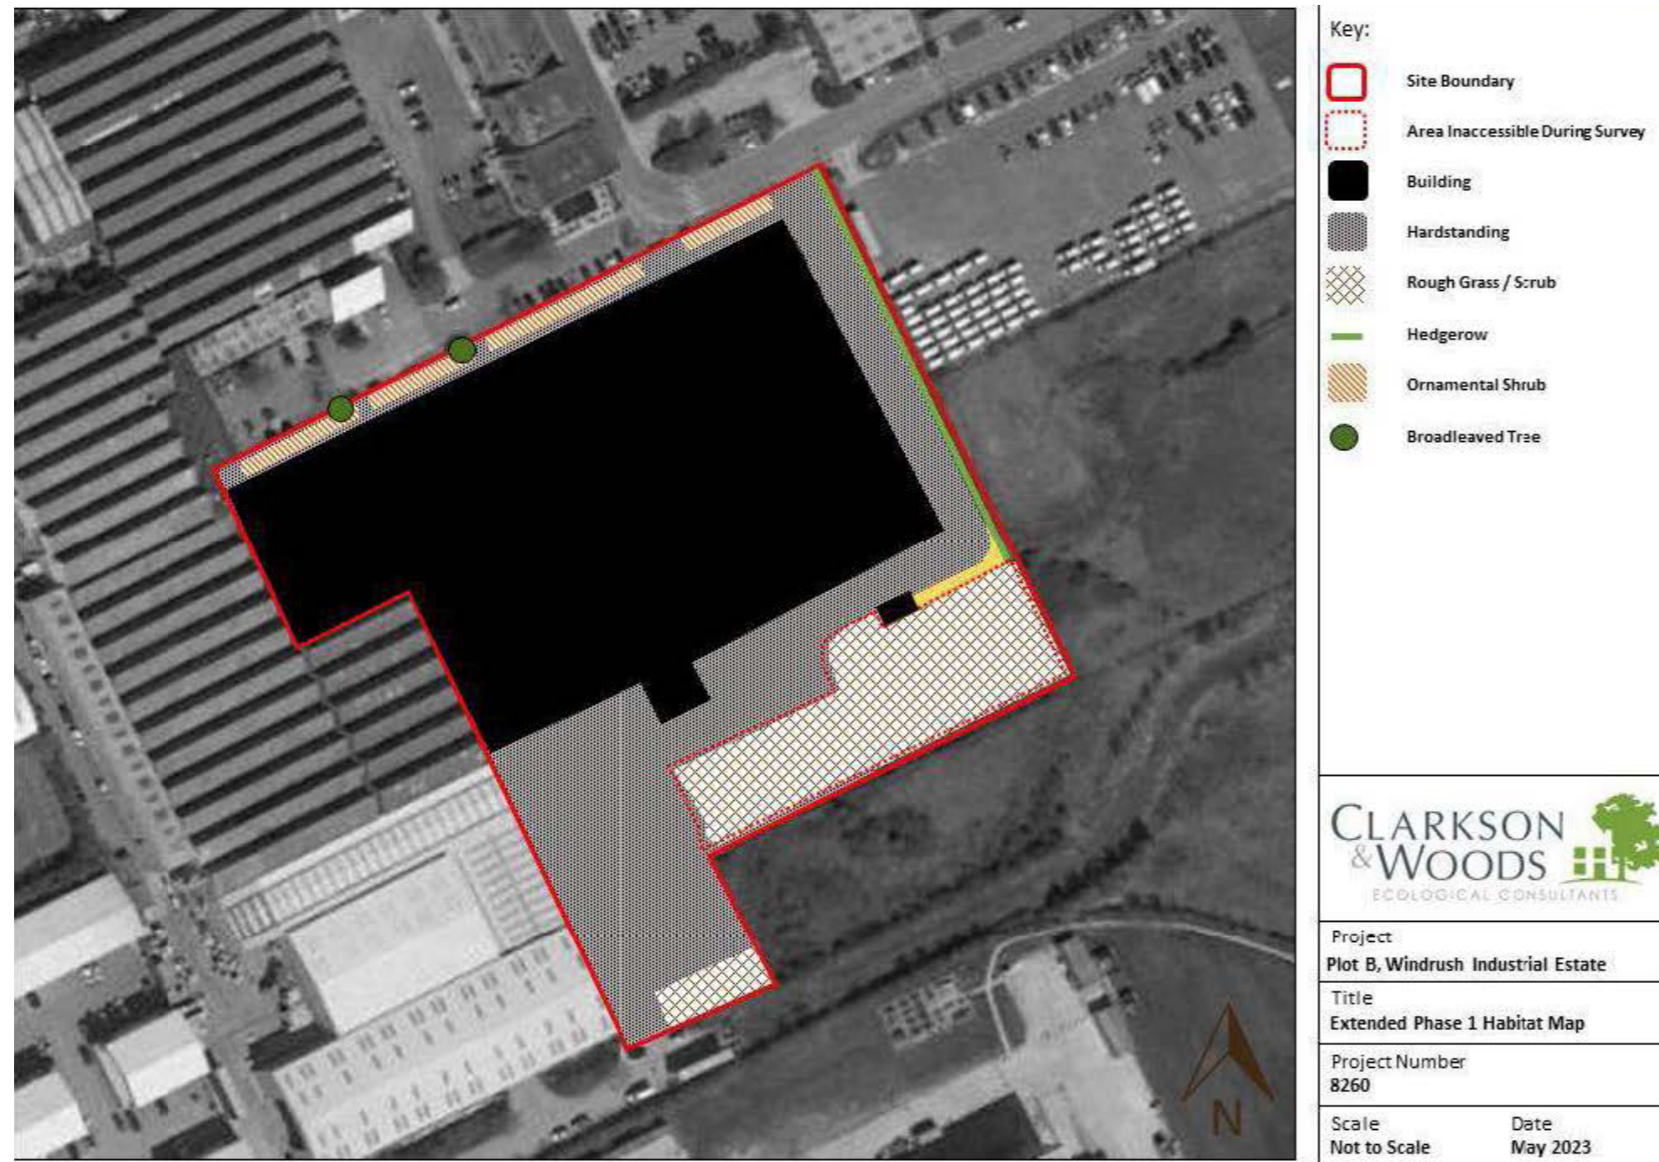 Key:
Site Boundary
Area Inaccessible During Survey
Building
Hardstanding
Rough Grass / Scrub
Hedgerow
Ornamental Shrub
Broadleaved Tree
CLARKSON
& WOODS
ECOLOGICAL CONSULTANTS
Project
Plot B, Windrush Industrial Estate
Title
Extended Phase 1 Habitat Map
Project Number
8260
Scale
Not to Scale
Date
May 2023
N